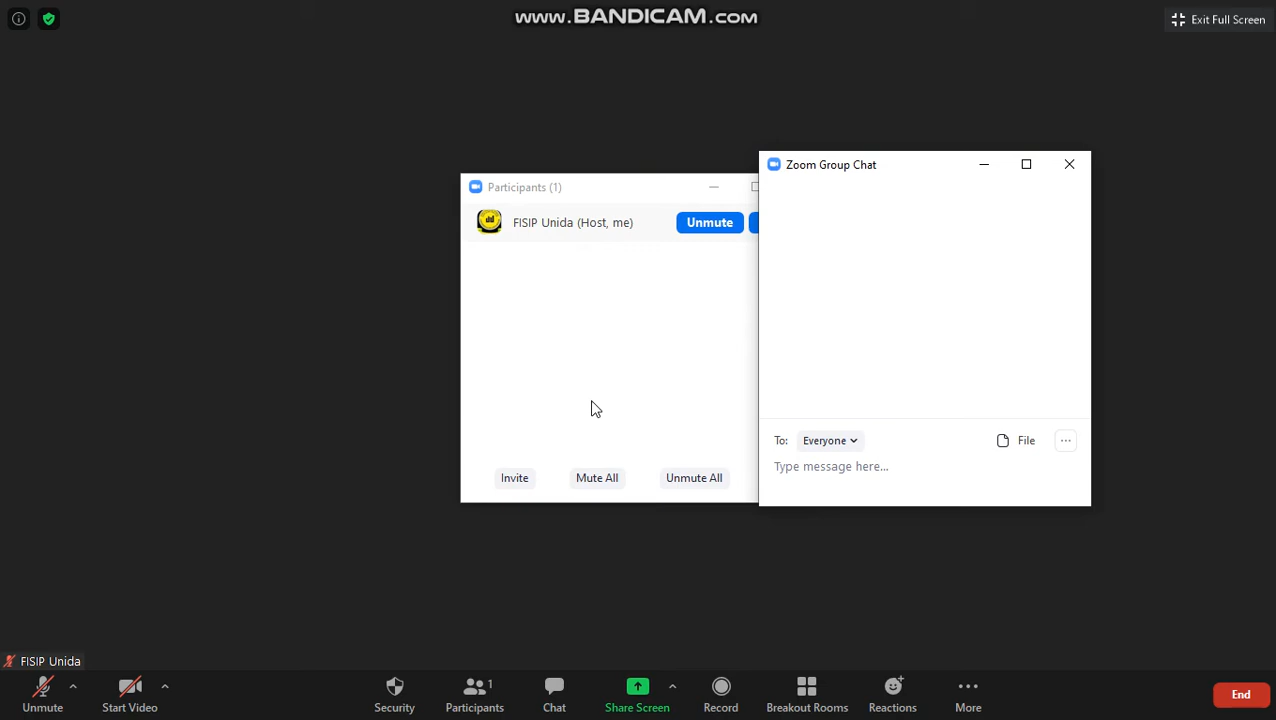 www.BANDICAM.com
Exit Full Screen
Zoom Group Chat
Participants (1)
FISIP Unida (Host, me)
Unmute
To: Everyone
File
Type message here...
Invite
Mute All
Unmute All
FISIP Unida
Unmute
Start Video
Security
Participants
1
Chat
Share Screen
Record
Breakout Rooms
Reactions
More
End